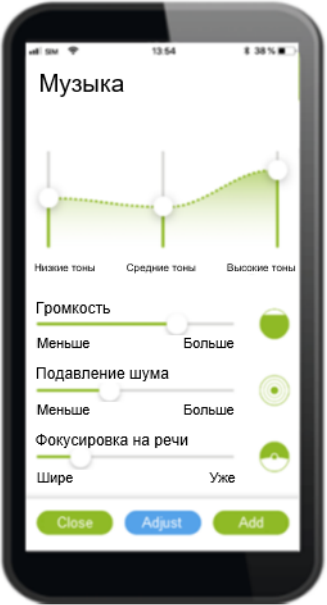 SIM 13:54 38 %
Музыка
Низкие тоны Средние тоны Высокие тоны
Громкость
Меньше Больше
Подавление шума
Меньше Больше
Фокусировка на речи
Шире Уже
Close Adjust Add